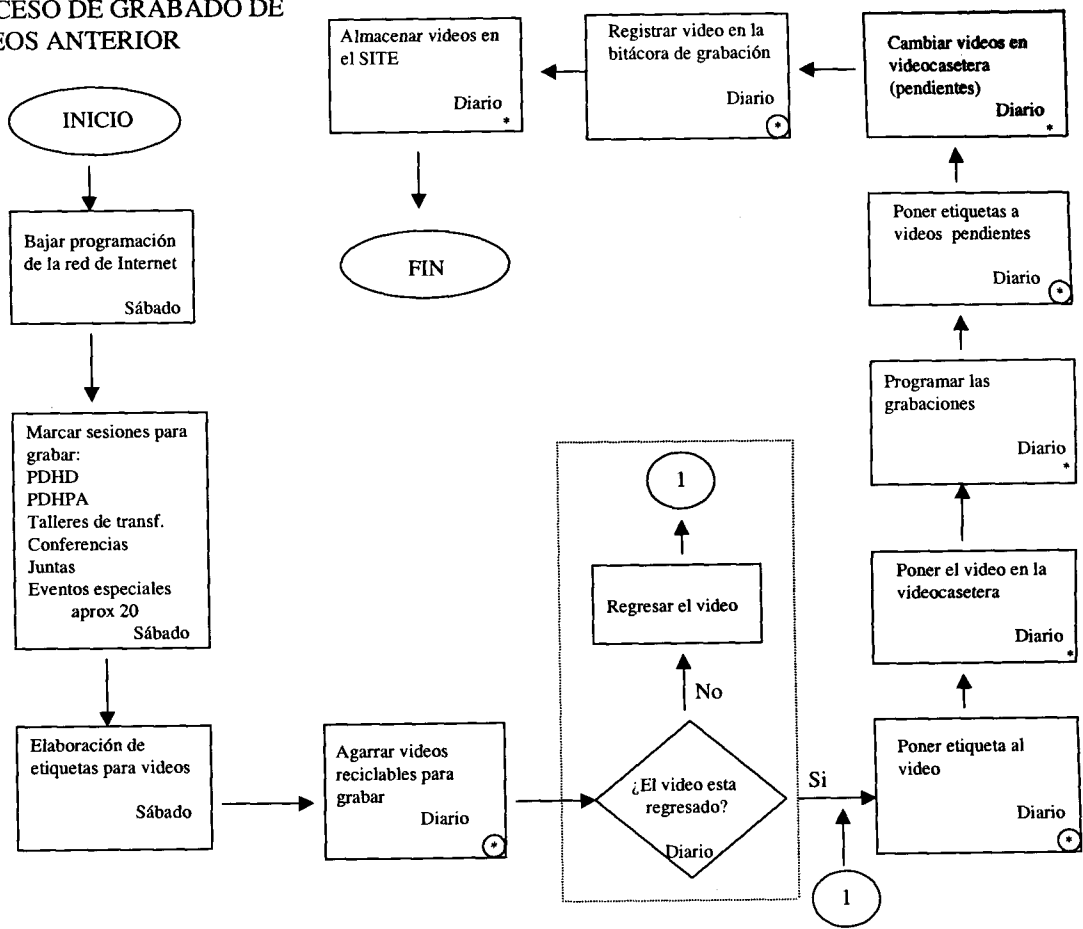 CESO DE GRABADO DE
EOS ANTERIOR
INICIO
Bajar programación
de la red de Internet
Sábado
Marcar sesiones para
grabar:
PDHD
PDHPA
Talleres de transf.
Conferencias
Juntas
Eventos especiales
aprox 20
Sábado
Elaboración de
etiquetas para videos
Sábado
Agarrar videos
reciclables para
grabar
Diario
*
¿El video esta
regresado?
Diario
No
Regresar el video
1
Si
1
Poner etiqueta al
video
Diario
*
Poner el video en la
videocasetera
Diario
*
Programar las
grabaciones
Diario
*
Poner etiquetas a
videos pendientes
Diario
*
Cambiar videos en
videocasetera
(pendientes)
Diario
*
Registrar video en la
bitácora de grabación
Diario
*
Almacenar videos en
el SITE
Diario
*
FIN